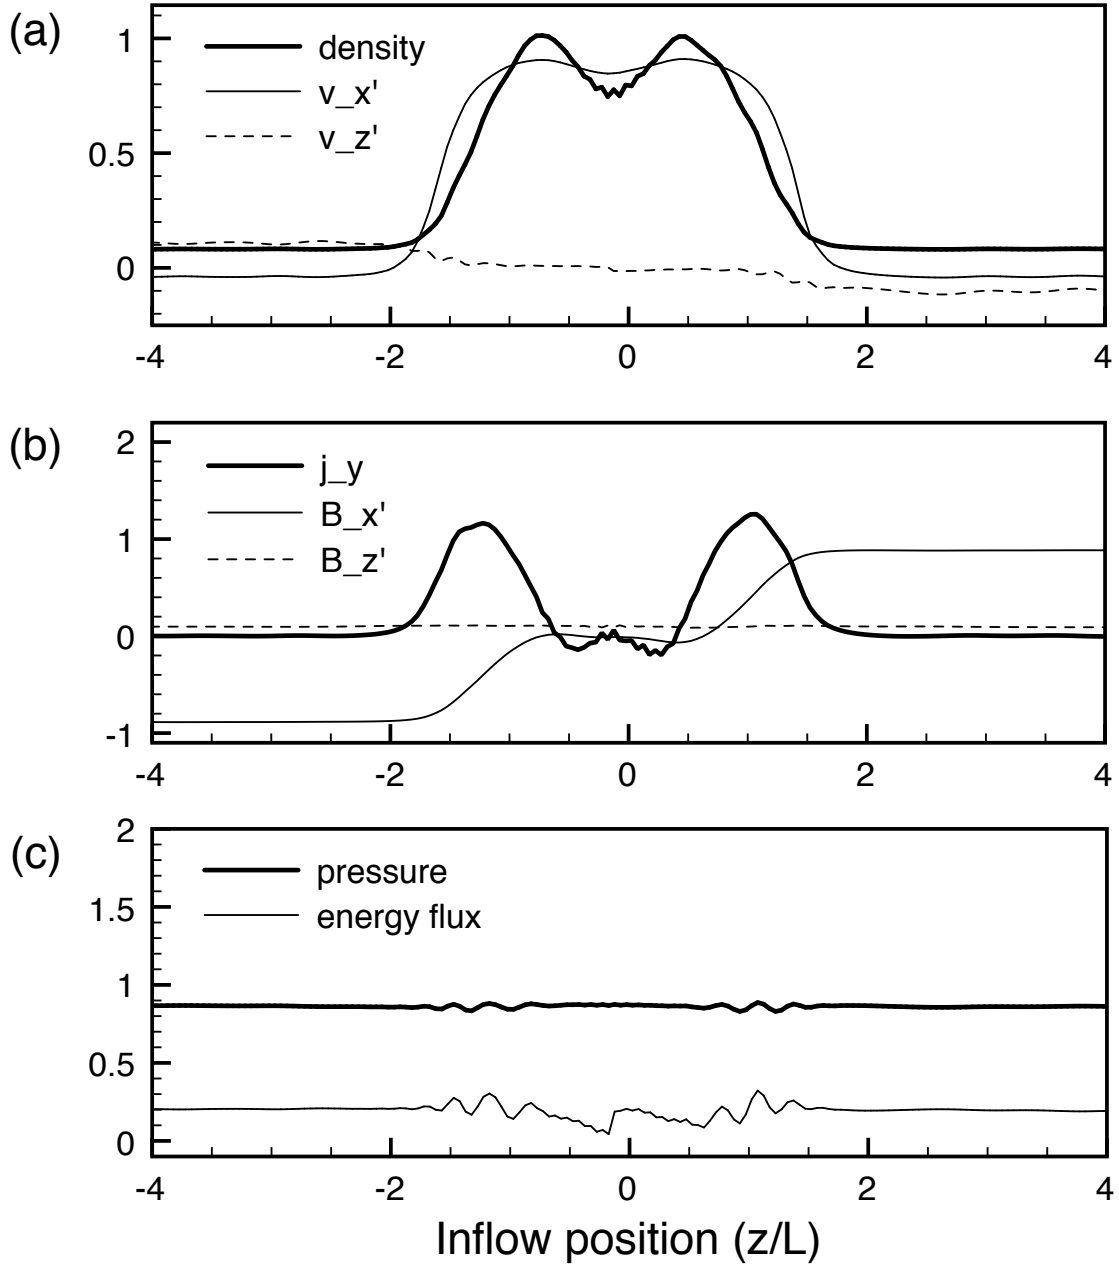 (a)
density
v_x'
v_z'
1
0.5
0
-4
-2
0
2
4
(b)
j_y
B_x'
B_z'
2
1
0
-1
-4
-2
0
2
4
(c)
pressure
energy flux
2
1.5
1
0.5
0
-4
-2
0
2
4
Inflow position (z/L)